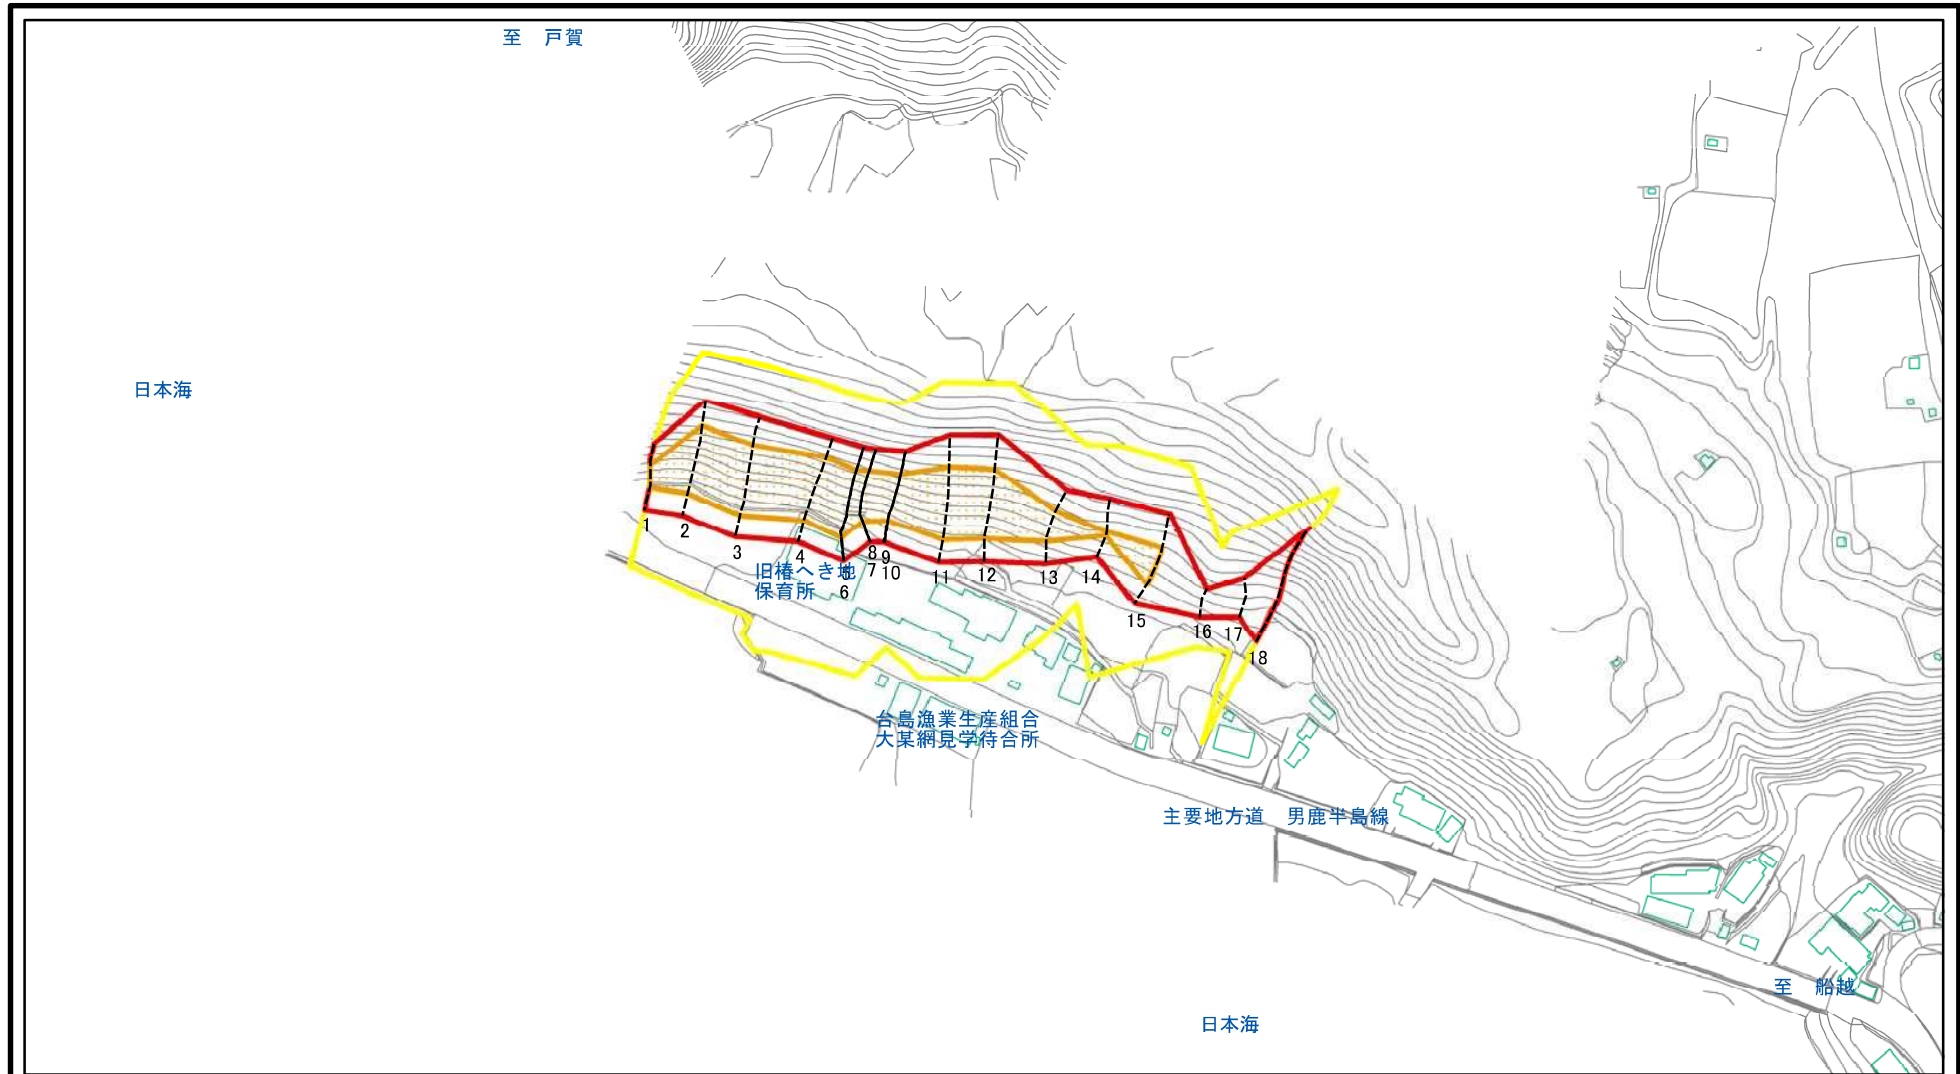 至　戸賀
日本海
1
2
3
4
5
6
8
7
9
10
11
12
13
14
15
16
17
18
旧椿へき地
保育所
台島漁業生産組合
大某網見学待合所
主要地方道　男鹿半島線
至　船越
日本海